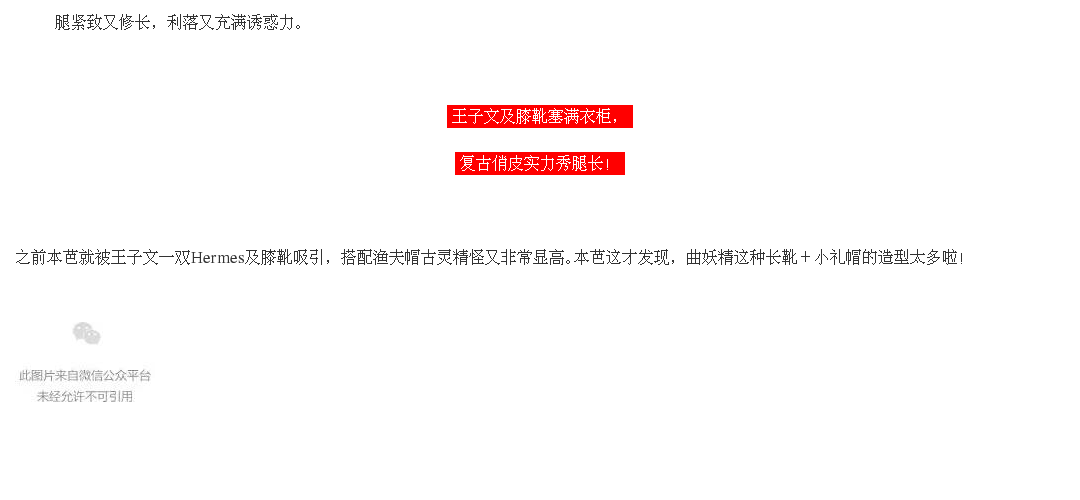 腿紧致又修长，利落又充满诱惑力。
王子文及膝靴塞满衣柜，
复古俏皮实力秀腿长！
之前本芭就被王子文一双Hermes及膝靴吸引，搭配渔夫帽古灵精怪又非常显高。本芭这才发现，曲妖精这种长靴＋小礼帽的造型太多啦！
此图片来自微信公众平台
未经允许不可引用